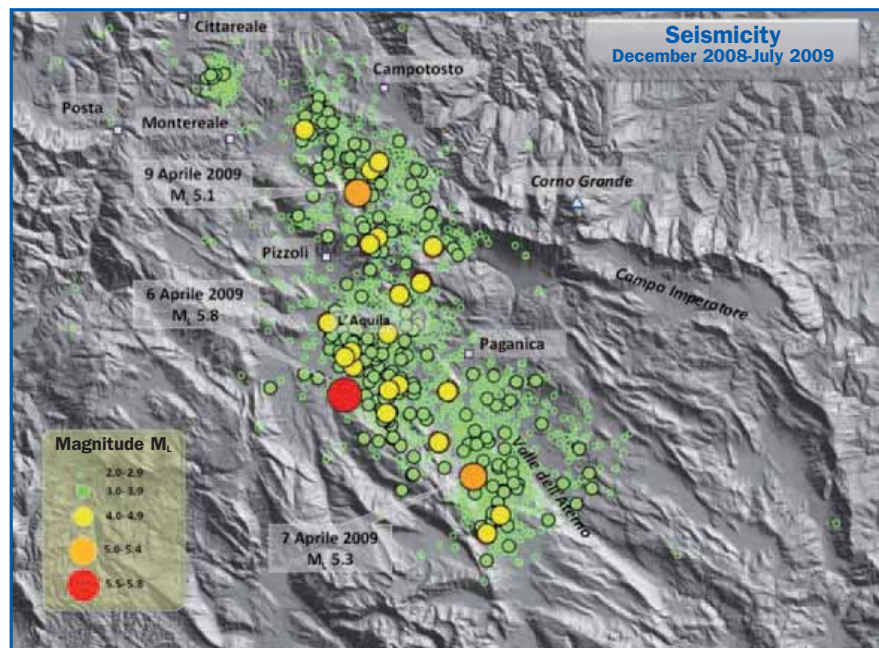 Seismicity
December 2008-July 2009
Cittareale
Campotosto
Posta
Montereale
9 Aprile 2009
ML 5.1
Corno Grande
Pizzoli
Campo Imperatore
6 Aprile 2009
ML 5.8
L'Aquila
Paganica
Magnitude ML
2.0-2.9
3.0-3.9
4.0-4.9
5.0-5.4
5.5-5.8
Valle dell'Aterno
7 Aprile 2009
ML 5.3